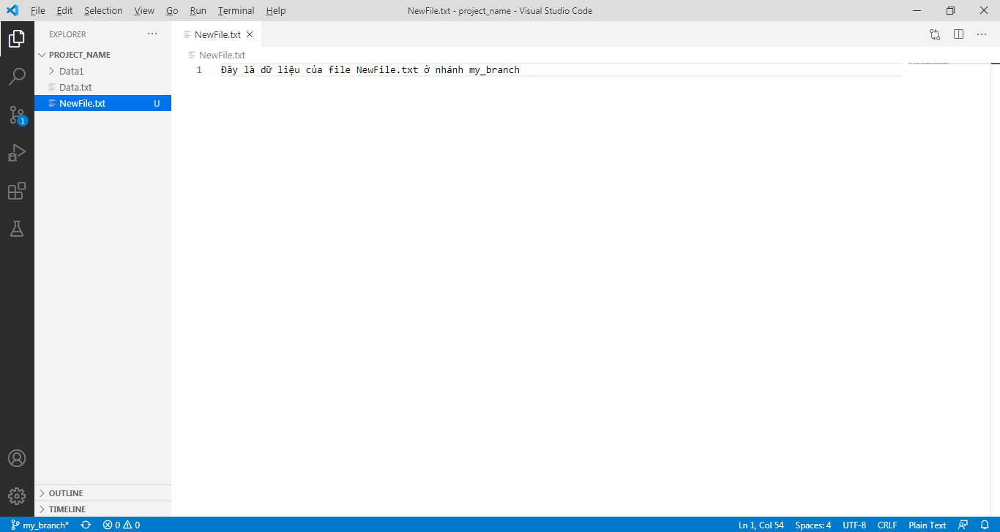 File Edit Selection View Go Run Terminal Help NewFile.txt - project_name - Visual Studio Code
EXPLORER
PROJECT_NAME
Data1
Data.txt
NewFile.txt U
1
OUTLINE
TIMELINE
NewFile.txt
NewFile.txt
1 Đây là dữ liệu của file NewFile.txt ở nhánh my_branch
my_branch* 0 0 Ln 1, Col 54 Spaces: 4 UTF-8 CRLF Plain Text